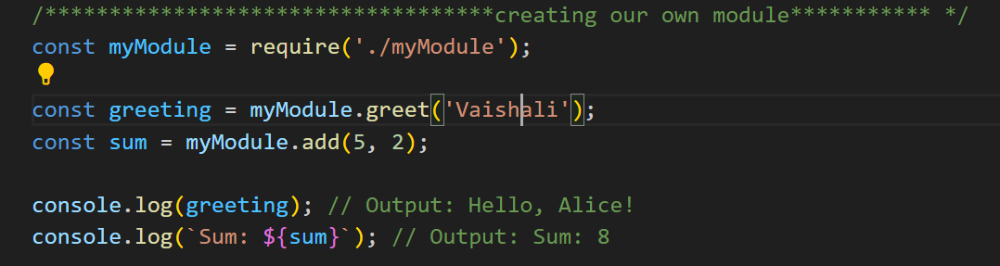 /***********************************creating our own module*********** */
const myModule = require('./myModule');
const greeting = myModule.greet('Vaishali');
const sum = myModule.add(5, 2);
console.log(greeting); // Output: Hello, Alice!
console.log(`Sum: ${sum}`); // Output: Sum: 8